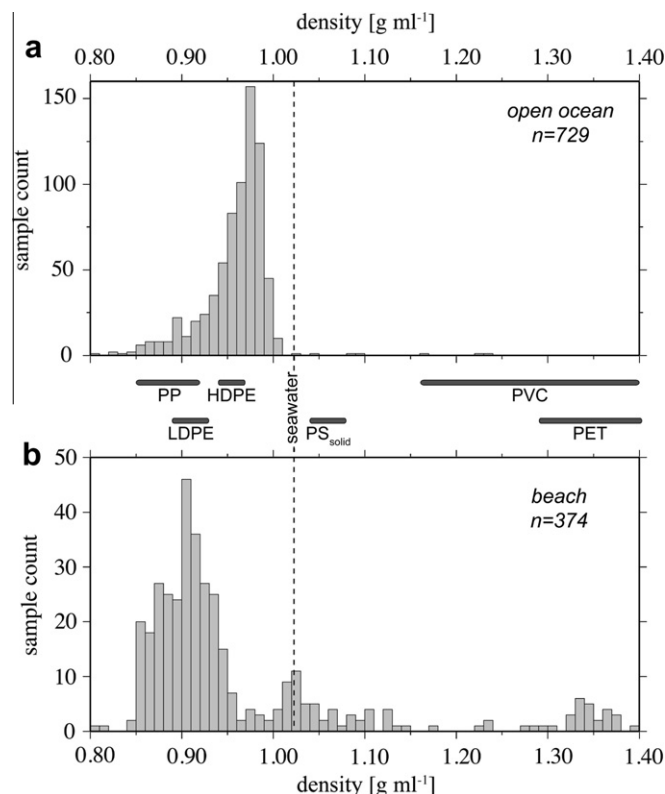 density [g ml⁻¹]
0.80 0.90 1.00 1.10 1.20 1.30 1.40
a
open ocean
n=729
150
100
50
0
sample count
PP HDPE seawater PVC
LDPE PSsolid PET
b
beach
n=374
50
40
30
20
10
0
sample count
0.80 0.90 1.00 1.10 1.20 1.30 1.40
density [g ml⁻¹]